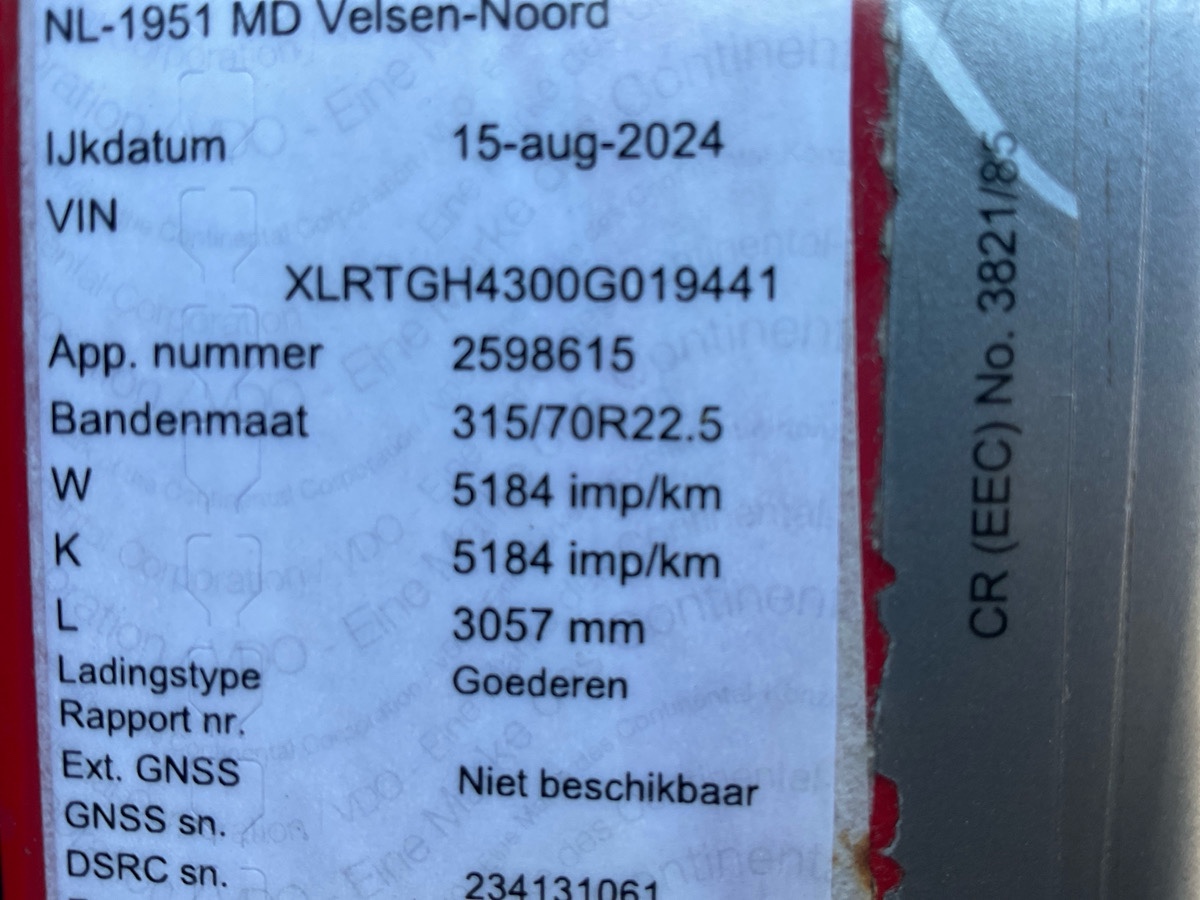 NL-1951 MD Velsen-Noord
IJkdatum 15-aug-2024
VIN
XLRTGH4300G019441
App. nummer 2598615
Bandenmaat 315/70R22.5
W 5184 imp/km
K 5184 imp/km
L 3057 mm
Ladingstype Goederen
Rapport nr.
Ext. GNSS Niet beschikbaar
GNSS sn.
DSRC sn. 234131061
CR (EEC) No. 3821/85